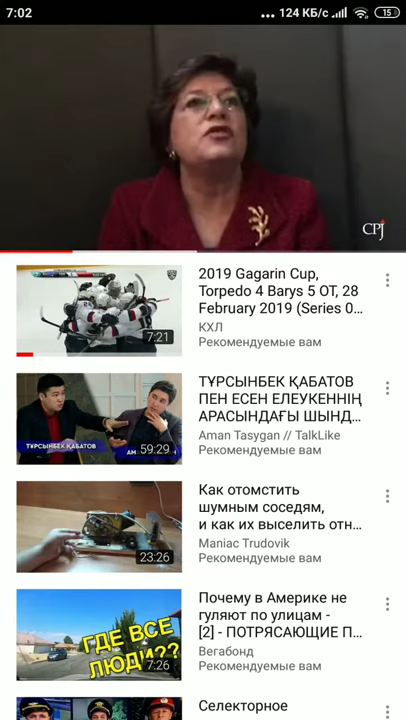 7:02
... 124 КБ/с
15
CPJ
2019 Gagarin Cup,
Torpedo 4 Barys 5 OT, 28
February 2019 (Series 0...
КХЛ
Рекомендуемые вам
7:21
ТҰРСЫНБЕК ҚАБАТОВ
ПЕН ЕСЕН ЕЛЕУКЕННІҢ
АРАСЫНДАҒЫ ШЫНД...
Aman Tasygan // TalkLike
Рекомендуемые вам
ТҰРСЫНБЕК ҚАБАТОВ
59:29
Как отомстить
шумным соседям,
и как их выселить отн...
Maniac Trudovik
Рекомендуемые вам
23:26
Почему в Америке не
гуляют по улицам -
[2] - ПОТРЯСАЮЩИЕ П...
Вегабонд
Рекомендуемые вам
ГДЕ ВСЕ
ЛЮДИ??
7:26
Селекторное